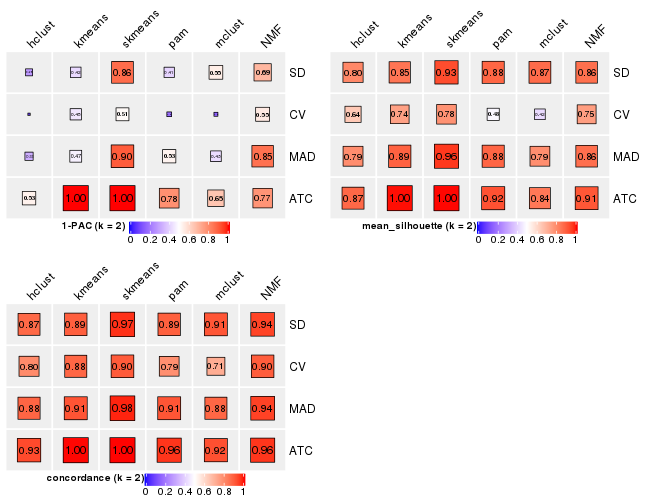 hclust kmeans skmeans pam mclust NMF
0.86 0.41 0.55 0.69 SD
0.51 0.55 CV
0.47 0.90 0.53 0.85 MAD
0.53 1.00 1.00 0.78 0.65 0.77 ATC
1-PAC (k = 2)
0 0.2 0.4 0.6 0.8 1
hclust kmeans skmeans pam mclust NMF
0.80 0.85 0.93 0.88 0.87 0.86 SD
0.64 0.74 0.78 0.48 0.75 CV
0.79 0.89 0.96 0.88 0.79 0.86 MAD
0.87 1.00 1.00 0.92 0.84 0.91 ATC
mean_silhouette (k = 2)
0 0.2 0.4 0.6 0.8 1
hclust kmeans skmeans pam mclust NMF
0.87 0.89 0.97 0.89 0.91 0.94 SD
0.80 0.88 0.90 0.79 0.71 0.90 CV
0.88 0.91 0.98 0.91 0.88 0.94 MAD
0.93 1.00 1.00 0.96 0.92 0.96 ATC
concordance (k = 2)
0 0.2 0.4 0.6 0.8 1